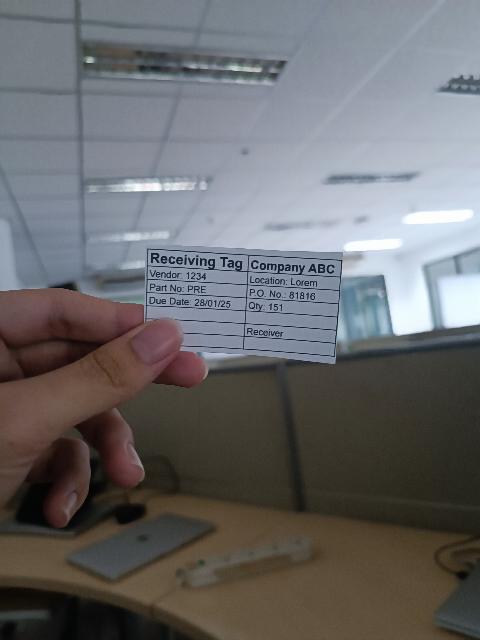 Receiving Tag Company ABC
Vendor: 1234 Location: Lorem
Part No: PRE P.O. No.: 81816
Due Date: 28/01/25 Qty: 151
Receiver